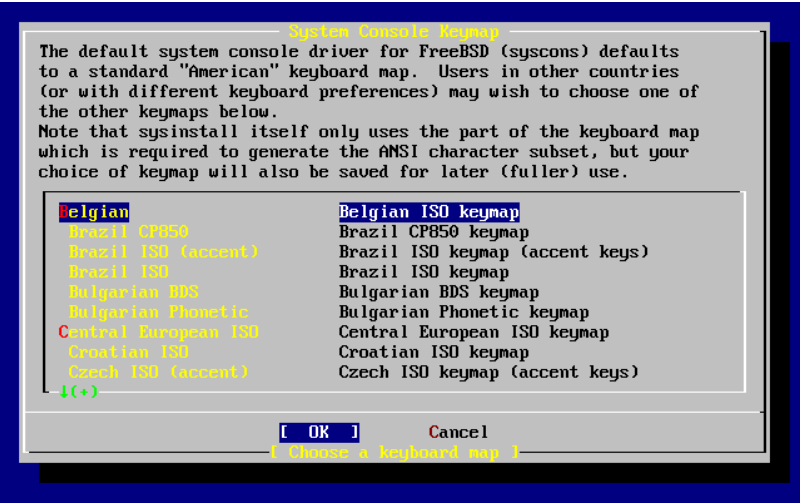 System Console Keymap
The default system console driver for FreeBSD (syscons) defaults
to a standard "American" keyboard map.  Users in other countries
(or with different keyboard preferences) may wish to choose one of
the other keymaps below.
Note that sysinstall itself only uses the part of the keyboard map
which is required to generate the ANSI character subset, but your
choice of keymap will also be saved for later (fuller) use.
Belgian Belgian ISO keymap
Brazil CP850 Brazil CP850 keymap
Brazil ISO (accent) Brazil ISO keymap (accent keys)
Brazil ISO Brazil ISO keymap
Bulgarian BDS Bulgarian BDS keymap
Bulgarian Phonetic Bulgarian Phonetic keymap
Central European ISO Central European ISO keymap
Croatian ISO Croatian ISO keymap
Czech ISO (accent) Czech ISO keymap (accent keys)
↓(+)
[ OK ] Cancel
[ Choose a keyboard map ]